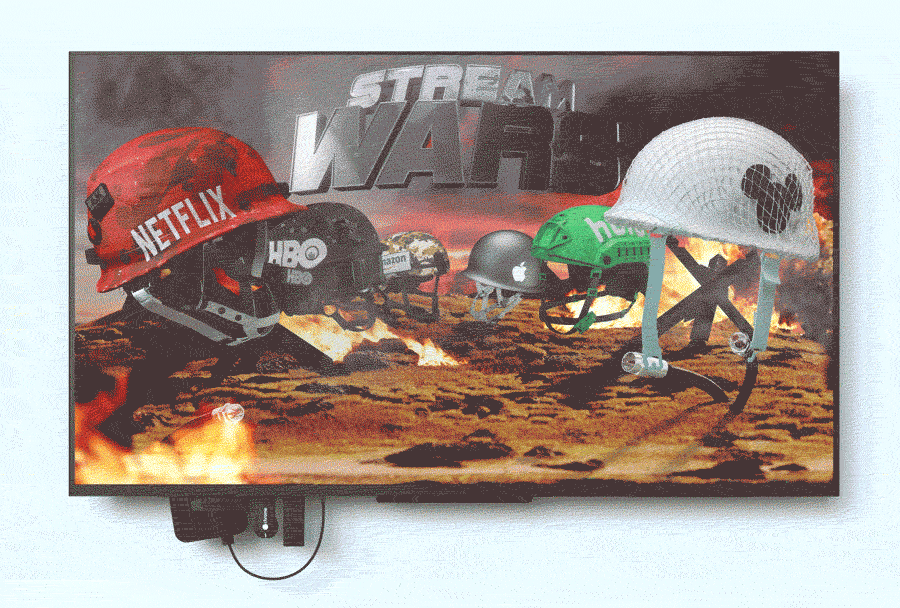 STREAM
WARS
NETFLIX
HBO
HBO
amazon
hulu